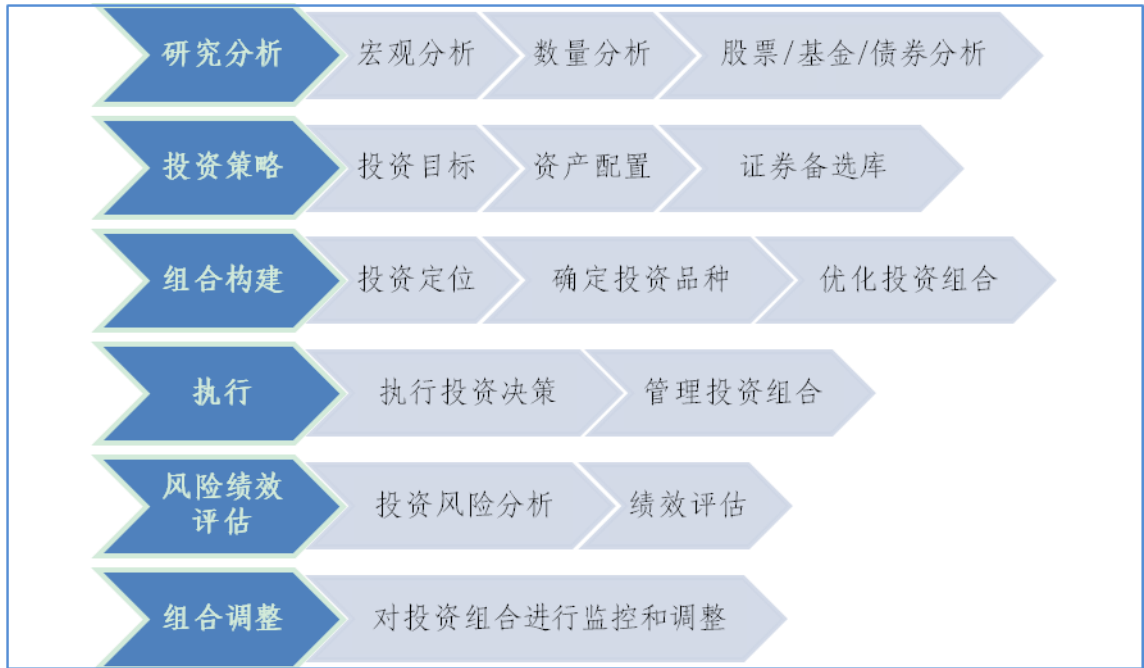 研究分析 宏观分析 数量分析 股票/基金/债券分析
投资策略 投资目标 资产配置 证券备选库
组合构建 投资定位 确定投资品种 优化投资组合
执行 执行投资决策 管理投资组合
风险绩效
评估 投资风险分析 绩效评估
组合调整 对投资组合进行监控和调整